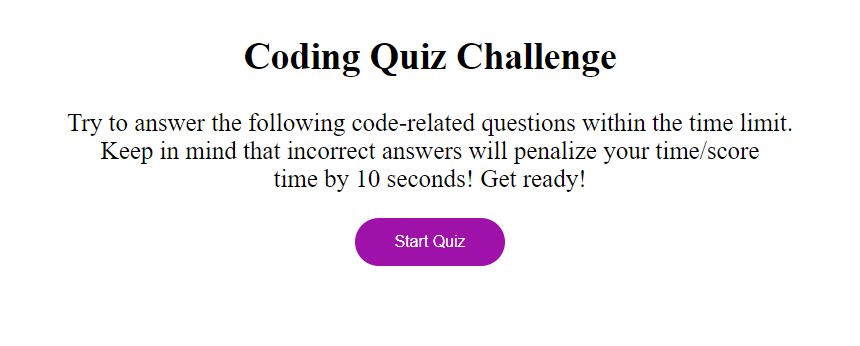 Coding Quiz Challenge
Try to answer the following code-related questions within the time limit.
Keep in mind that incorrect answers will penalize your time/score
time by 10 seconds! Get ready!
Start Quiz